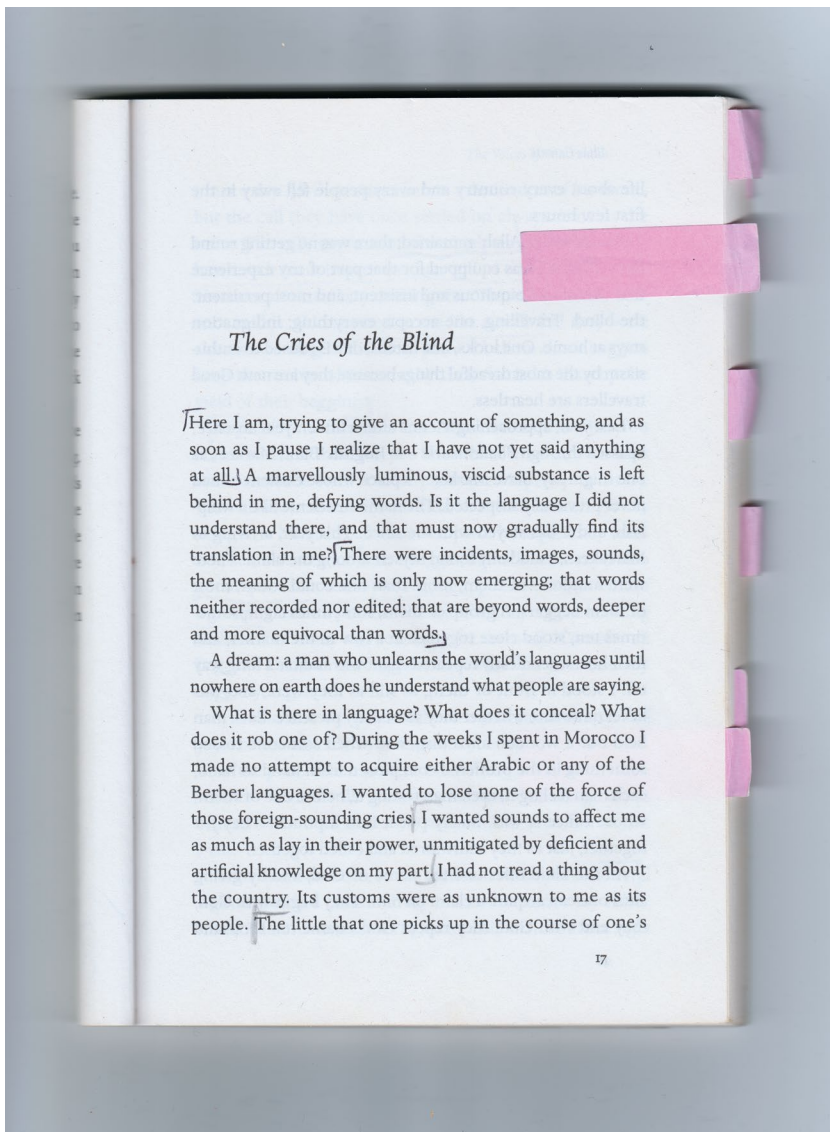 The Cries of the Blind
Here I am, trying to give an account of something, and as
soon as I pause I realize that I have not yet said anything
at all. A marvellously luminous, viscid substance is left
behind in me, defying words. Is it the language I did not
understand there, and that must now gradually find its
translation in me? There were incidents, images, sounds,
the meaning of which is only now emerging; that words
neither recorded nor edited; that are beyond words, deeper
and more equivocal than words.
A dream: a man who unlearns the world's languages until
nowhere on earth does he understand what people are saying.
What is there in language? What does it conceal? What
does it rob one of? During the weeks I spent in Morocco I
made no attempt to acquire either Arabic or any of the
Berber languages. I wanted to lose none of the force of
those foreign-sounding cries. I wanted sounds to affect me
as much as lay in their power, unmitigated by deficient and
artificial knowledge on my part. I had not read a thing about
the country. Its customs were as unknown to me as its
people. The little that one picks up in the course of one's
17